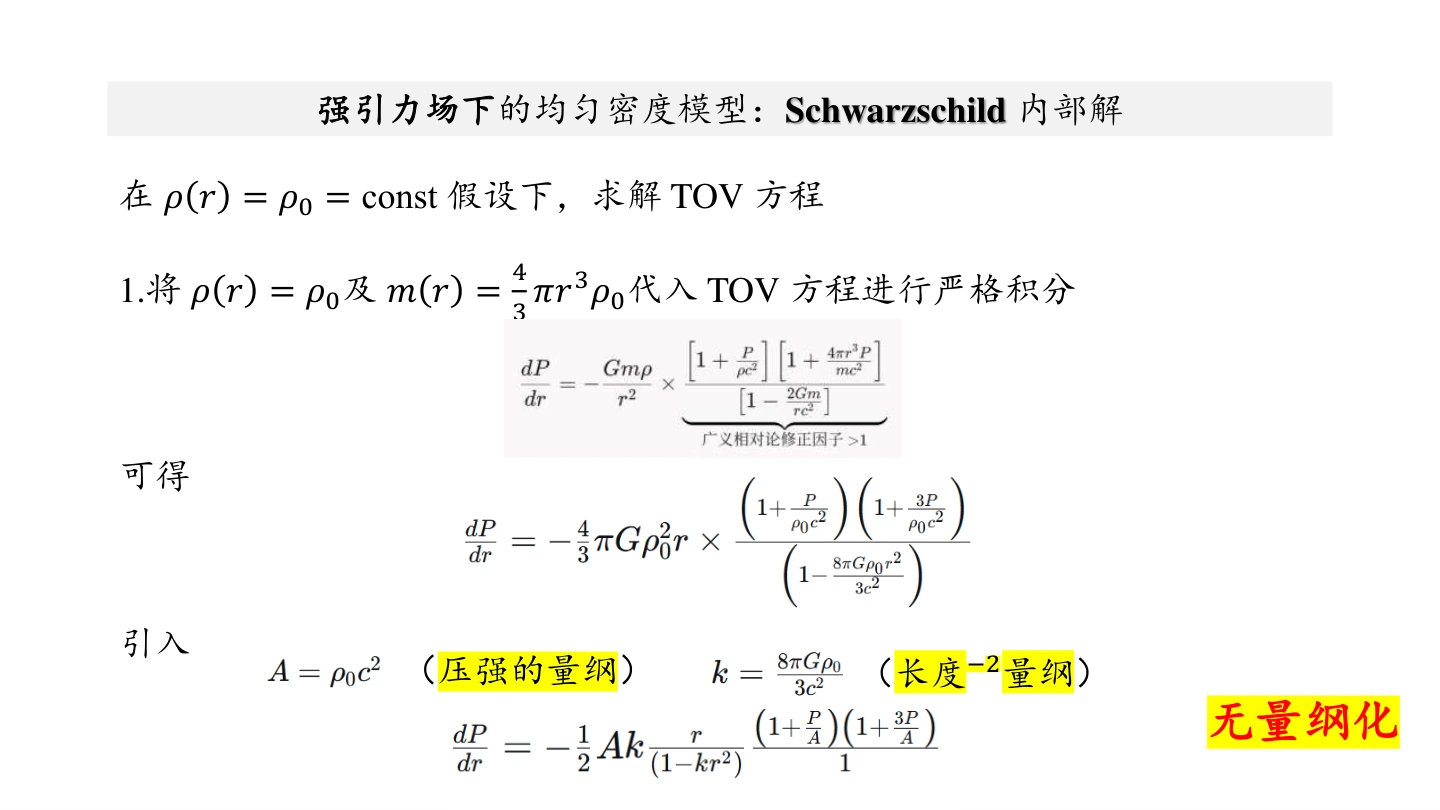 强引力场下的均匀密度模型：Schwarzschild 内部解
在 𝜌(𝑟) = 𝜌₀ = const 假设下，求解 TOV 方程
1.将 𝜌(𝑟) = 𝜌₀及 𝑚(𝑟) = 4/3 𝜋𝑟³𝜌₀代入 TOV 方程进行严格积分
dP/dr = − Gmρ/r² × [1 + P/ρc²] [1 + 4πr³P/mc²] / [1 − 2Gm/rc²]
广义相对论修正因子 >1
可得
dP/dr = − 4/3 πGρ₀²r × (1+ P/ρ₀c²)(1+ 3P/ρ₀c²) / (1− 8πGρ₀r²/3c²)
引入
A = ρ₀c² （压强的量纲） k = 8πGρ₀/3c² （长度⁻²量纲）
无量纲化
dP/dr = − 1/2 Ak r/(1−kr²) (1+ P/A)(1+ 3P/A)/1